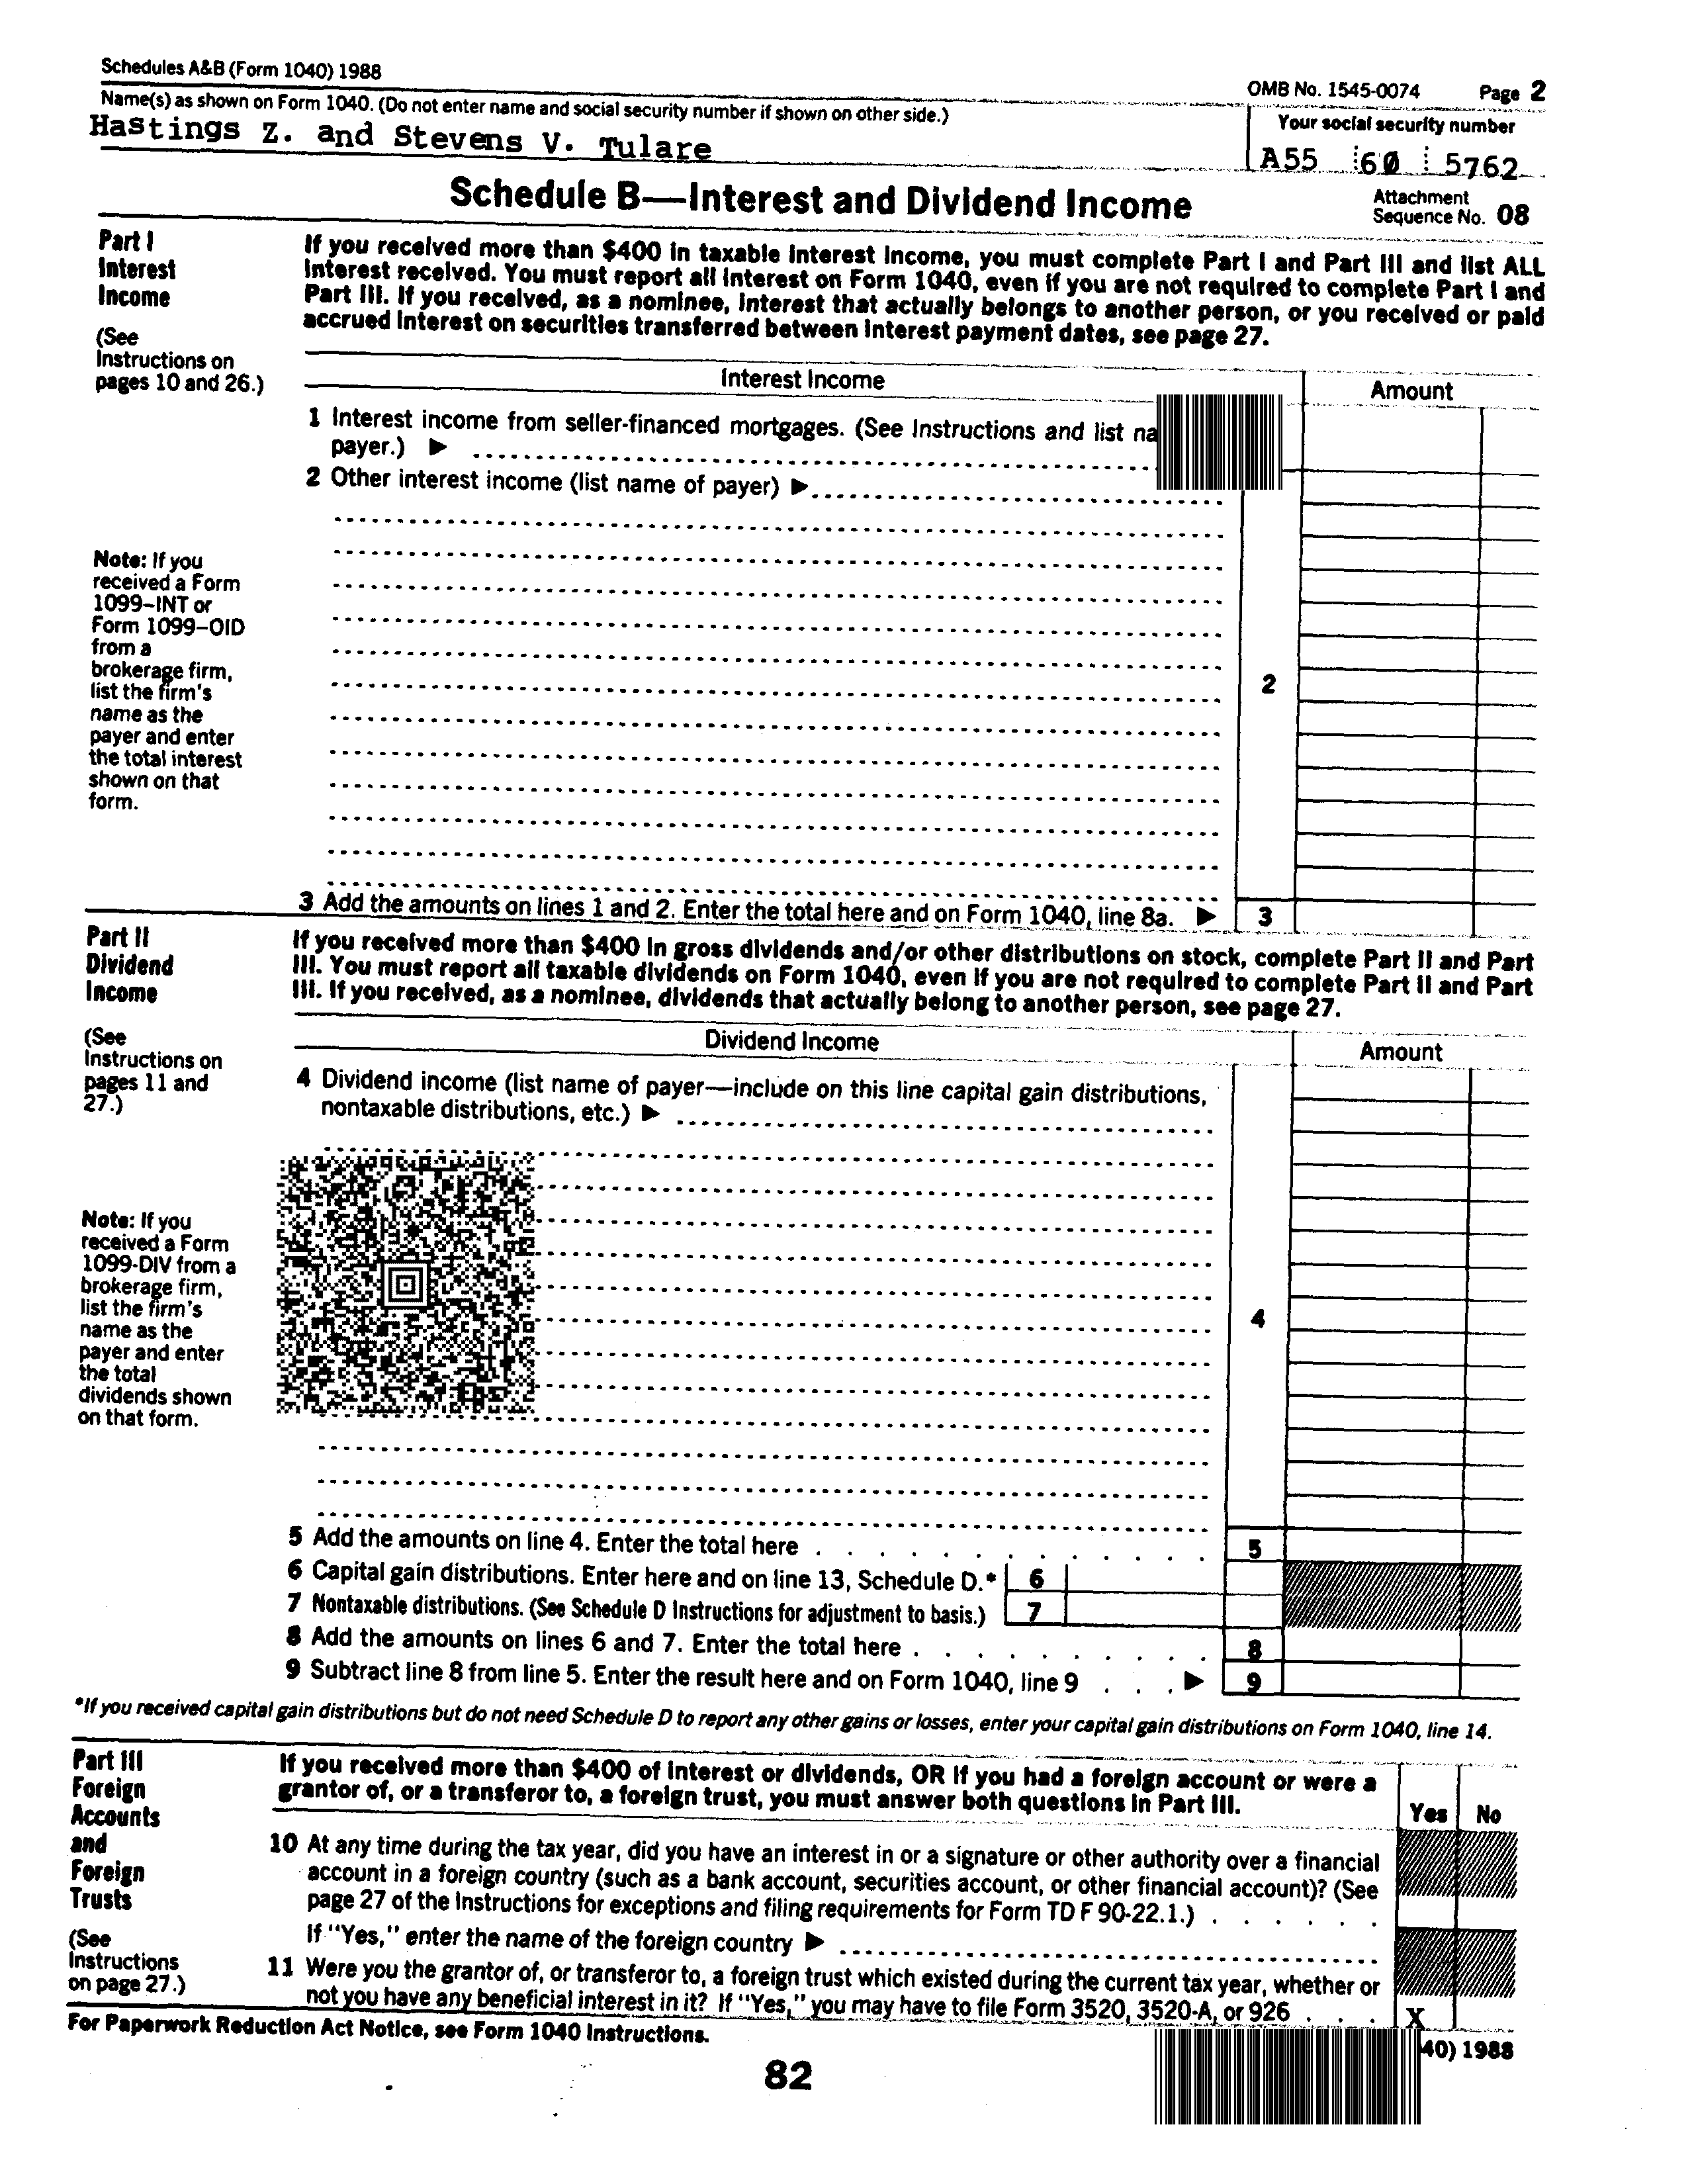 Schedules A&B (Form 1040) 1988
OMB No. 1545-0074 Page 2
Name(s) as shown on Form 1040. (Do not enter name and social security number if shown on other side.)
Your social security number
Hastings Z. and Stevens V. Tulare
A55 60 5762
Schedule B—Interest and Dividend Income
Attachment
Sequence No. 08
Part I
Interest
Income
(See
Instructions on
pages 10 and 26.)
If you received more than $400 in taxable interest income, you must complete Part I and Part III and list ALL
interest received. You must report all interest on Form 1040, even if you are not required to complete Part I and
Part III. If you received, as a nominee, interest that actually belongs to another person, or you received or paid
accrued interest on securities transferred between interest payment dates, see page 27.
Interest Income
Amount
1 Interest income from seller-financed mortgages. (See Instructions and list na
payer.) ▶
2 Other interest income (list name of payer) ▶
Note: If you
received a Form
1099–INT or
Form 1099–OID
from a
brokerage firm,
list the firm's
name as the
payer and enter
the total interest
shown on that
form.
2
3 Add the amounts on lines 1 and 2. Enter the total here and on Form 1040, line 8a. ▶ 3
Part II
Dividend
Income
(See
Instructions on
pages 11 and
27.)
If you received more than $400 in gross dividends and/or other distributions on stock, complete Part II and Part
III. You must report all taxable dividends on Form 1040, even if you are not required to complete Part II and Part
III. If you received, as a nominee, dividends that actually belong to another person, see page 27.
Dividend Income
Amount
4 Dividend income (list name of payer—include on this line capital gain distributions,
nontaxable distributions, etc.) ▶
Note: If you
received a Form
1099-DIV from a
brokerage firm,
list the firm's
name as the
payer and enter
the total
dividends shown
on that form.
4
5 Add the amounts on line 4. Enter the total here . . . . . . . . . . . . 5
6 Capital gain distributions. Enter here and on line 13, Schedule D.* 6
7 Nontaxable distributions. (See Schedule D Instructions for adjustment to basis.) 7
8 Add the amounts on lines 6 and 7. Enter the total here . . . . . . . . . 8
9 Subtract line 8 from line 5. Enter the result here and on Form 1040, line 9 . . . ▶ 9
*If you received capital gain distributions but do not need Schedule D to report any other gains or losses, enter your capital gain distributions on Form 1040, line 14.
Part III
Foreign
Accounts
and
Foreign
Trusts
(See
Instructions
on page 27.)
If you received more than $400 of interest or dividends, OR if you had a foreign account or were a
grantor of, or a transferor to, a foreign trust, you must answer both questions in Part III.
Yes No
10 At any time during the tax year, did you have an interest in or a signature or other authority over a financial
account in a foreign country (such as a bank account, securities account, or other financial account)? (See
page 27 of the Instructions for exceptions and filing requirements for Form TD F 90-22.1.) . . . . . .
If "Yes," enter the name of the foreign country ▶
11 Were you the grantor of, or transferor to, a foreign trust which existed during the current tax year, whether or
not you have any beneficial interest in it? If "Yes," you may have to file Form 3520, 3520-A, or 926 . . . X
For Paperwork Reduction Act Notice, see Form 1040 Instructions.
40) 1988
82